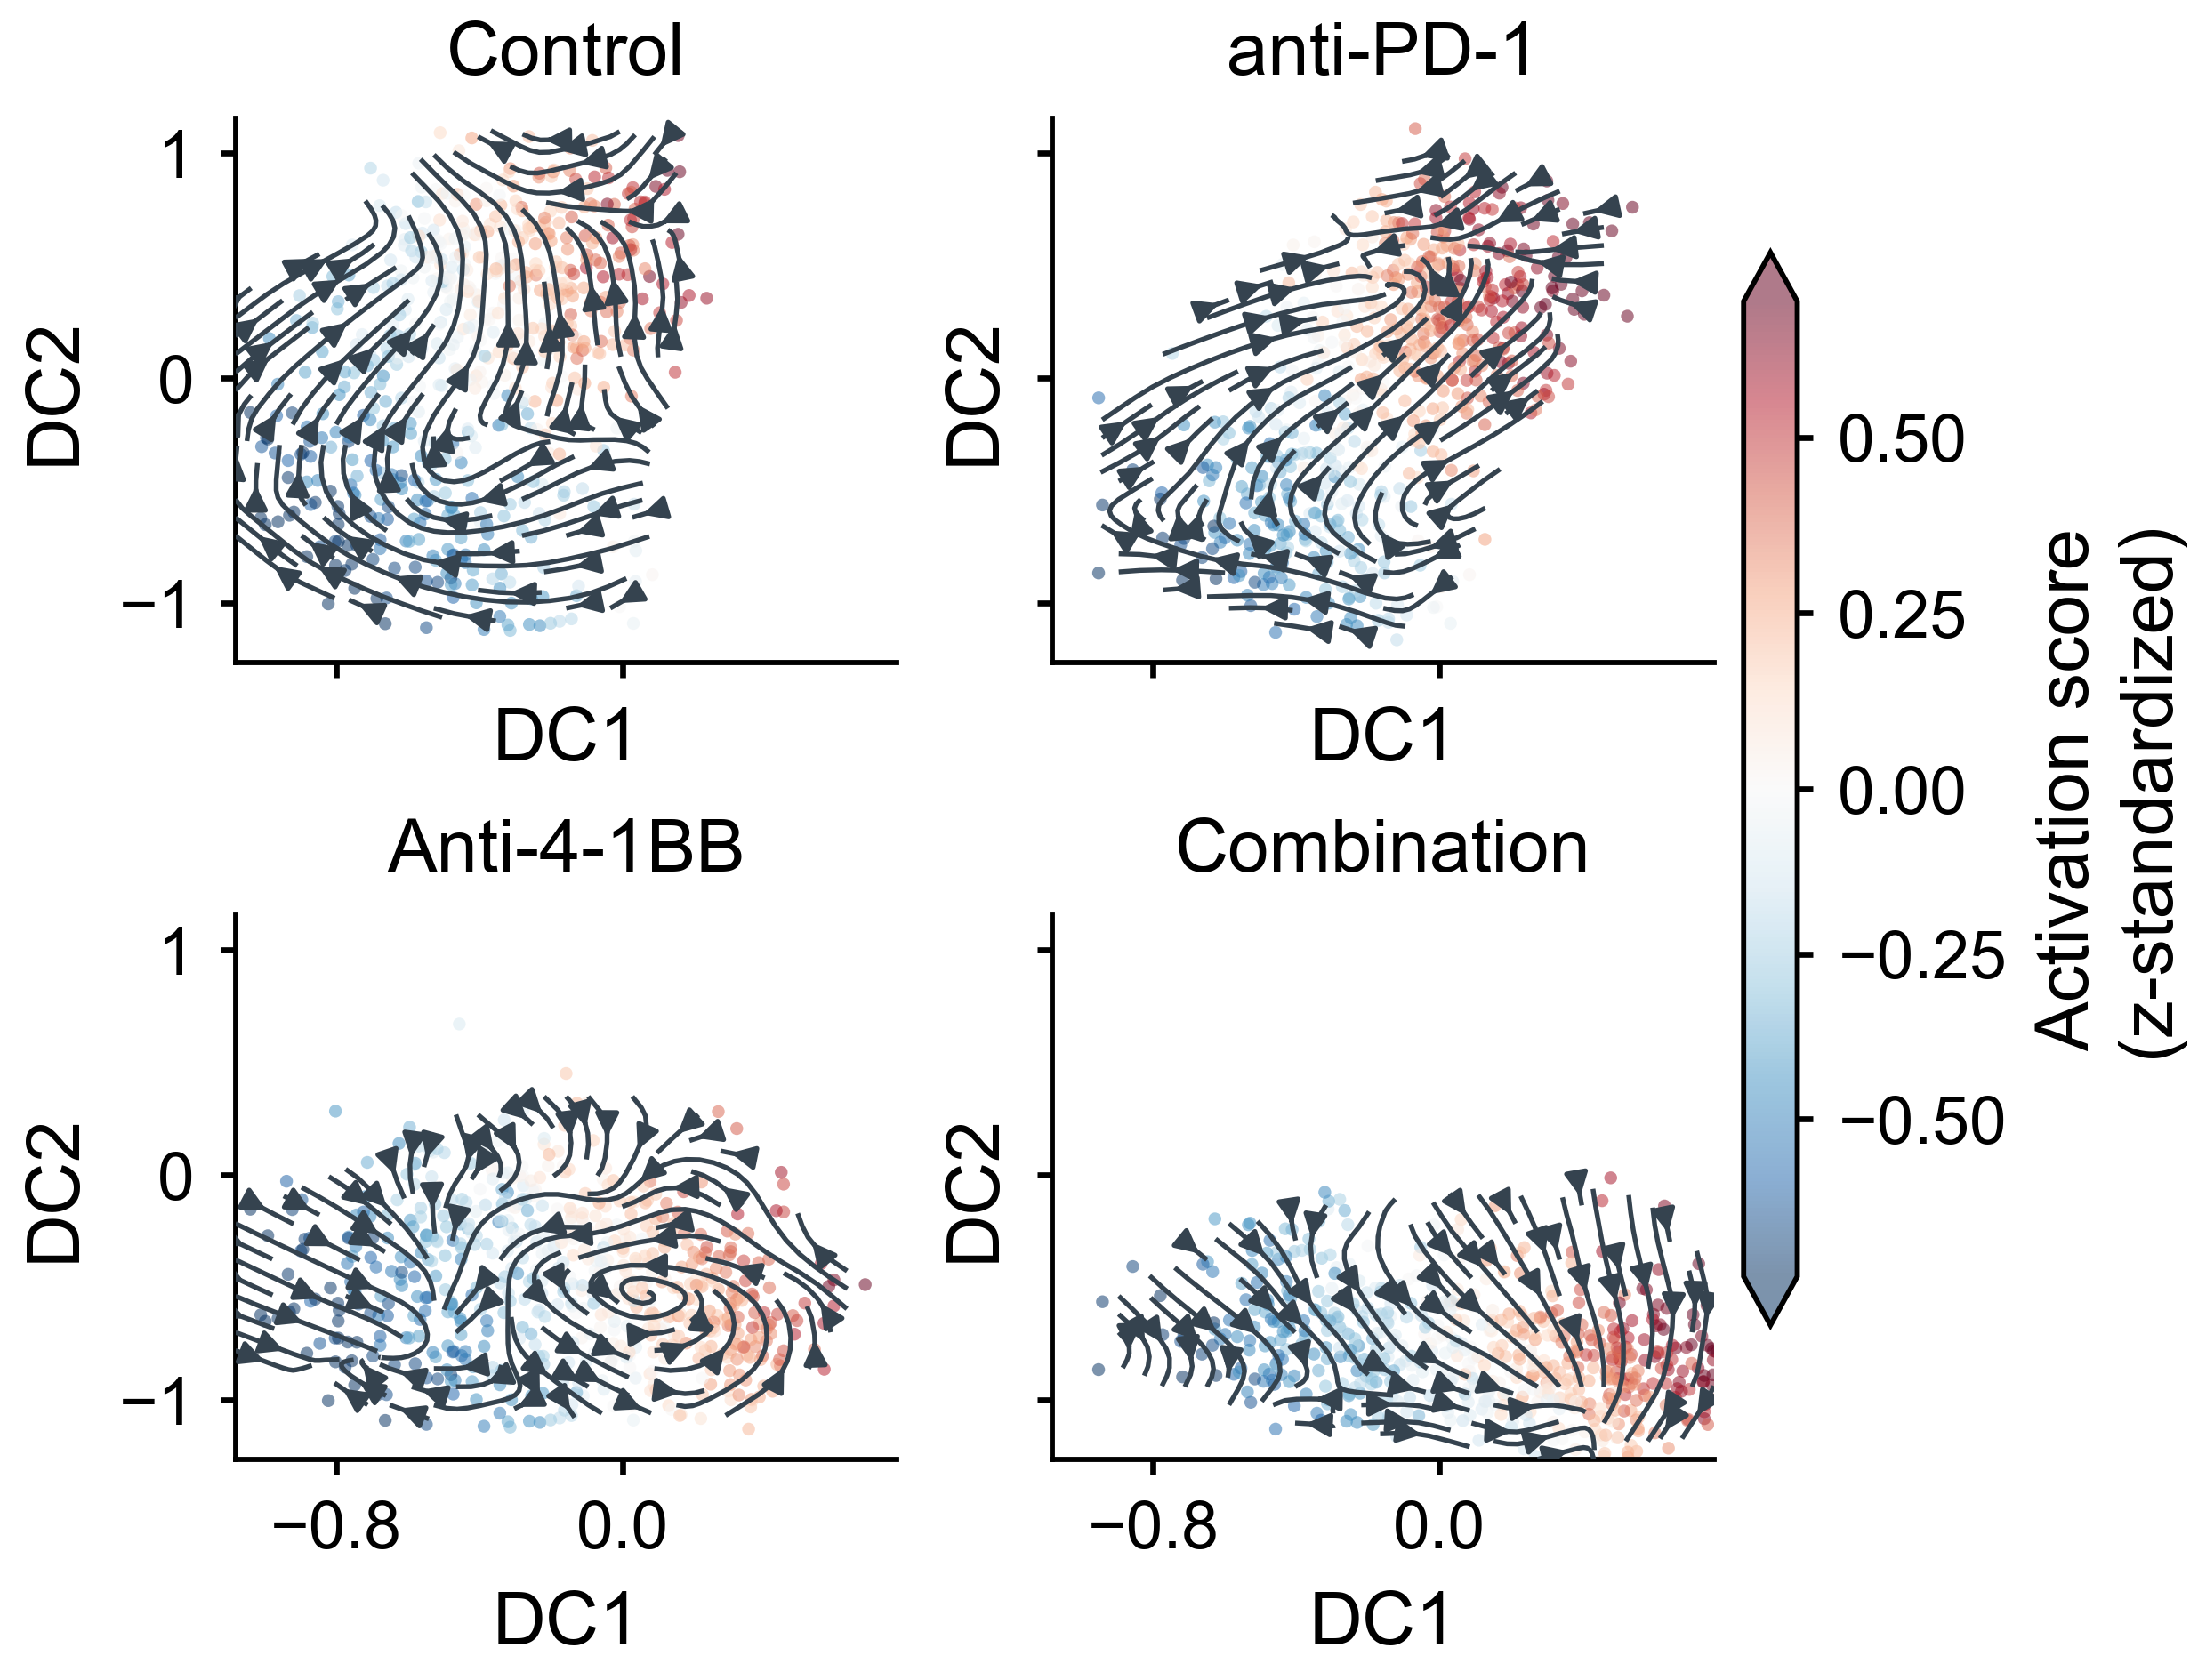 Control
anti-PD-1
DC2
1
0
−1
DC1
DC2
DC1
Anti-4-1BB
Combination
DC2
1
0
−1
−0.8
0.0
DC1
DC2
−0.8
0.0
DC1
0.50
0.25
0.00
−0.25
−0.50
Activation score
(z-standardized )